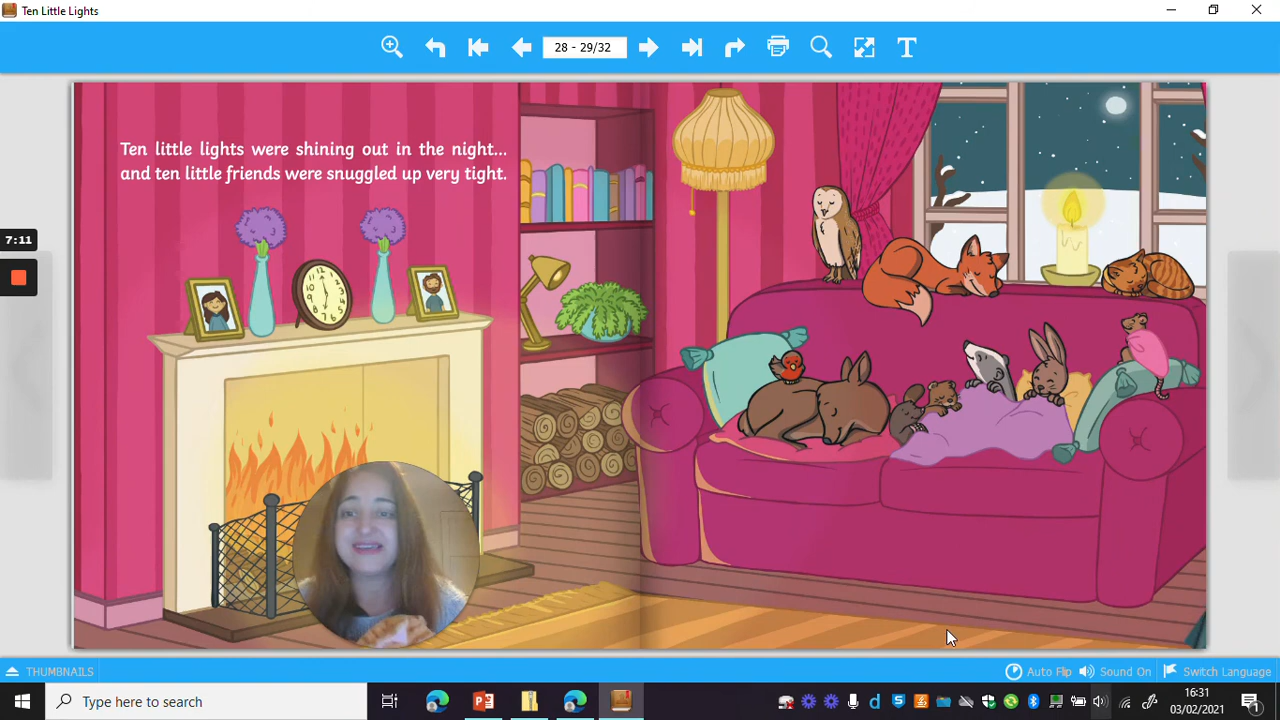 Ten Little Lights
28 - 29/32
T
Ten little lights were shining out in the night...
and ten little friends were snuggled up very tight.
7:11
THUMBNAILS
Auto Flip
Sound On
Switch Language
Type here to search
16:31
03/02/2021